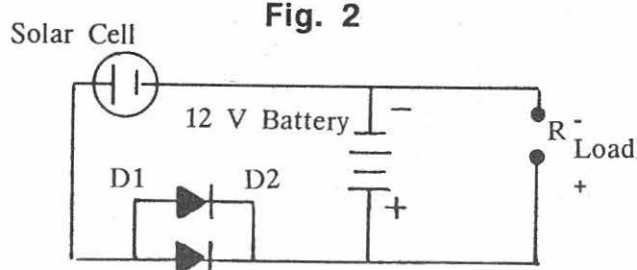 Fig. 2
Solar Cell
12 V Battery
−
R
-
Load
D1
D2
+
+